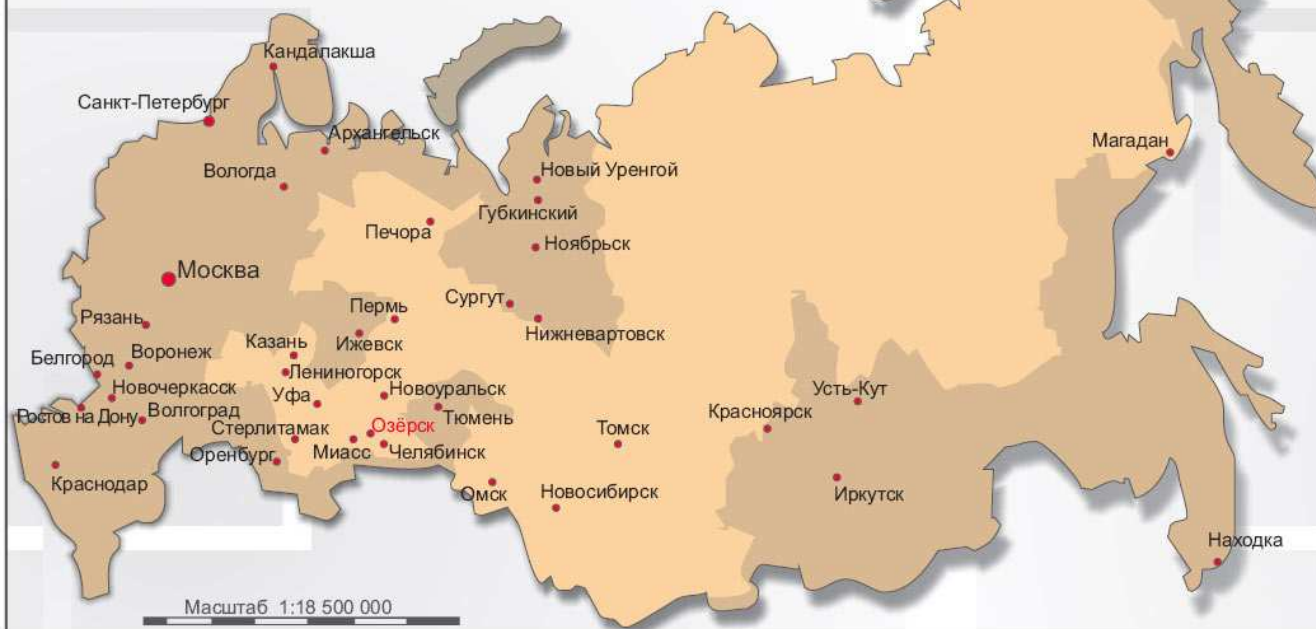 Кандалакша
Санкт-Петербург
Архангельск
Магадан
Вологда
Новый Уренгой
Губкинский
Печора
Ноябрьск
Москва
Сургут
Пермь
Рязань
Нижневартовск
Казань
Ижевск
Белгород
Воронеж
Лениногорск
Новочеркасск
Уфа
Новоуральск
Усть-Кут
Ростов на Дону
Волгоград
Тюмень
Красноярск
Стерлитамак
Озёрск
Томск
Оренбург
Миасс
Челябинск
Краснодар
Омск
Новосибирск
Иркутск
Находка
Масштаб 1:18 500 000